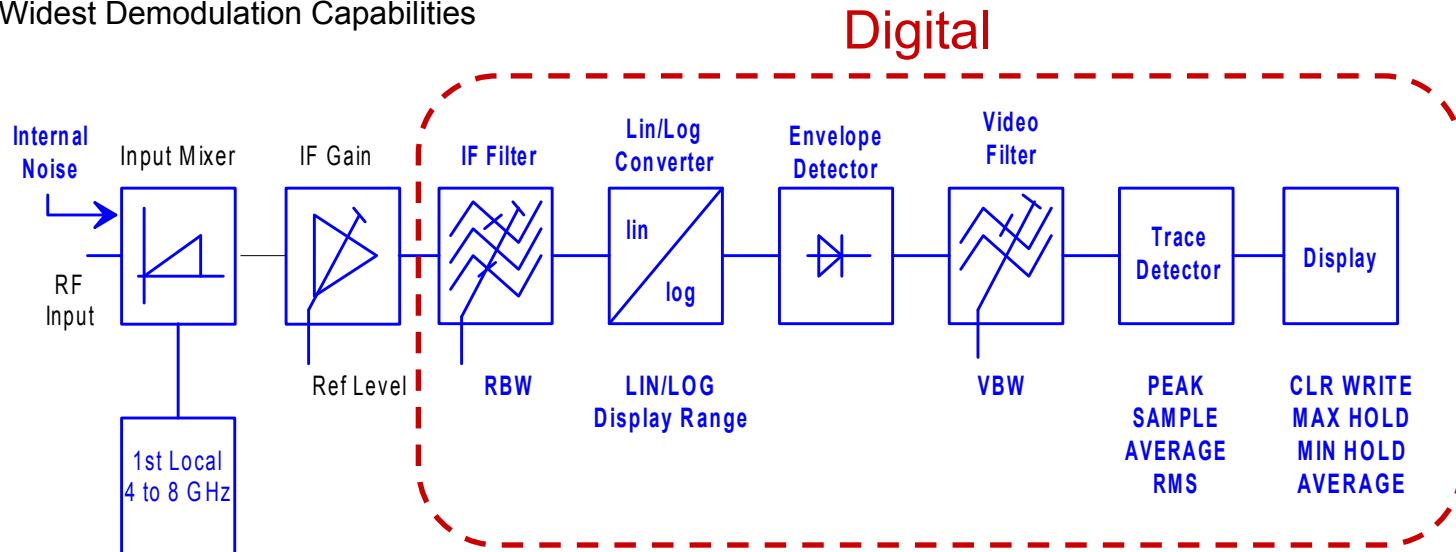 Widest Demodulation Capabilities
Digital
Internal
Noise
Input Mixer
IF Gain
IF Filter
Lin/Log
Converter
Envelope
Detector
Video
Filter
lin
log
Trace
Detector
Display
RF
Input
Ref Level
RBW
LIN/LOG
Display Range
VBW
PEAK
SAMPLE
AVERAGE
RMS
CLR WRITE
MAX HOLD
MIN HOLD
AVERAGE
1st Local
4 to 8 GHz